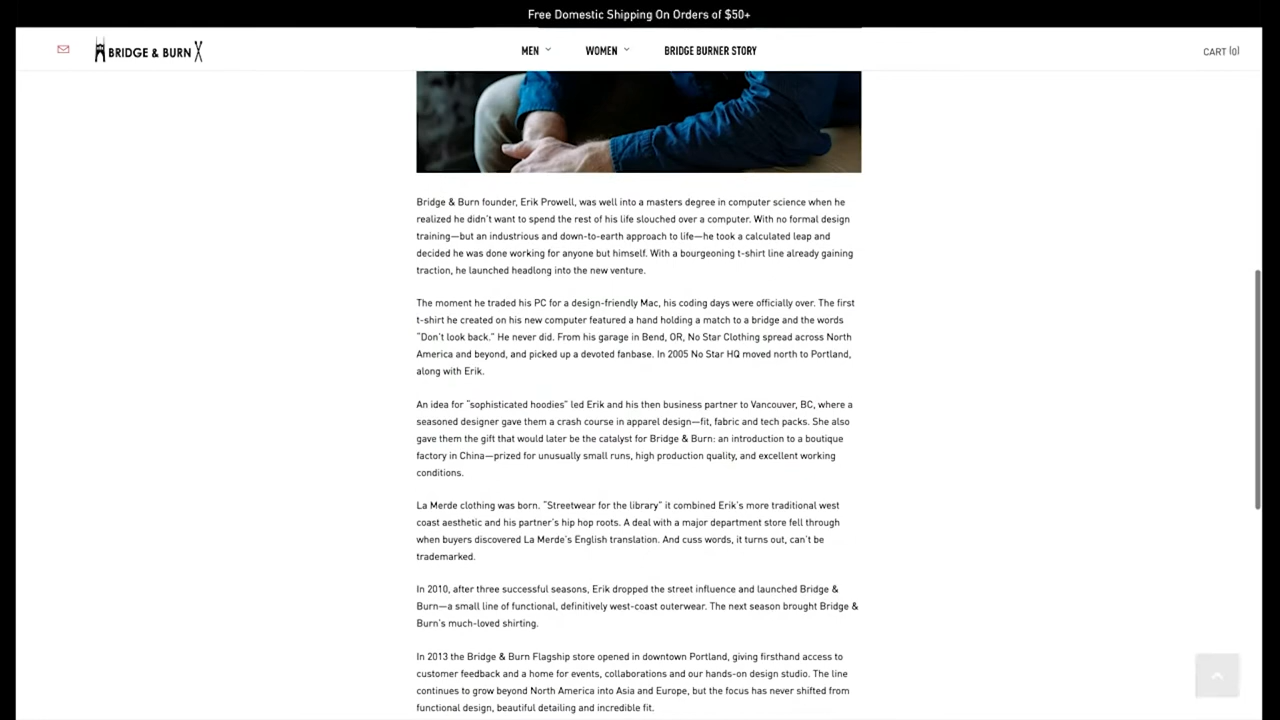 Free Domestic Shipping On Orders of $50+
BRIDGE & BURN
MEN
WOMEN
BRIDGE BURNER STORY
CART (0)
Bridge & Burn founder, Erik Prowell, was well into a masters degree in computer science when he
realized he didn't want to spend the rest of his life slouched over a computer. With no formal design
training—but an industrious and down-to-earth approach to life—he took a calculated leap and
decided he was done working for anyone but himself. With a bourgeoning t-shirt line already gaining
traction, he launched headlong into the new venture.
The moment he traded his PC for a design-friendly Mac, his coding days were officially over. The first
t-shirt he created on his new computer featured a hand holding a match to a bridge and the words
“Don't look back.” He never did. From his garage in Bend, OR, No Star Clothing spread across North
America and beyond, and picked up a devoted fanbase. In 2005 No Star HQ moved north to Portland,
along with Erik.
An idea for “sophisticated hoodies” led Erik and his then business partner to Vancouver, BC, where a
seasoned designer gave them a crash course in apparel design—fit, fabric and tech packs. She also
gave them the gift that would later be the catalyst for Bridge & Burn: an introduction to a boutique
factory in China—prized for unusually small runs, high production quality, and excellent working
conditions.
La Merde clothing was born. “Streetwear for the library” it combined Erik's more traditional west
coast aesthetic and his partner's hip hop roots. A deal with a major department store fell through
when buyers discovered La Merde's English translation. And cuss words, it turns out, can't be
trademarked.
In 2010, after three successful seasons, Erik dropped the street influence and launched Bridge &
Burn—a small line of functional, definitively west-coast outerwear. The next season brought Bridge &
Burn's much-loved shirting.
In 2013 the Bridge & Burn Flagship store opened in downtown Portland, giving firsthand access to
customer feedback and a home for events, collaborations and our hands-on design studio. The line
continues to grow beyond North America into Asia and Europe, but the focus has never shifted from
functional design, beautiful detailing and incredible fit.